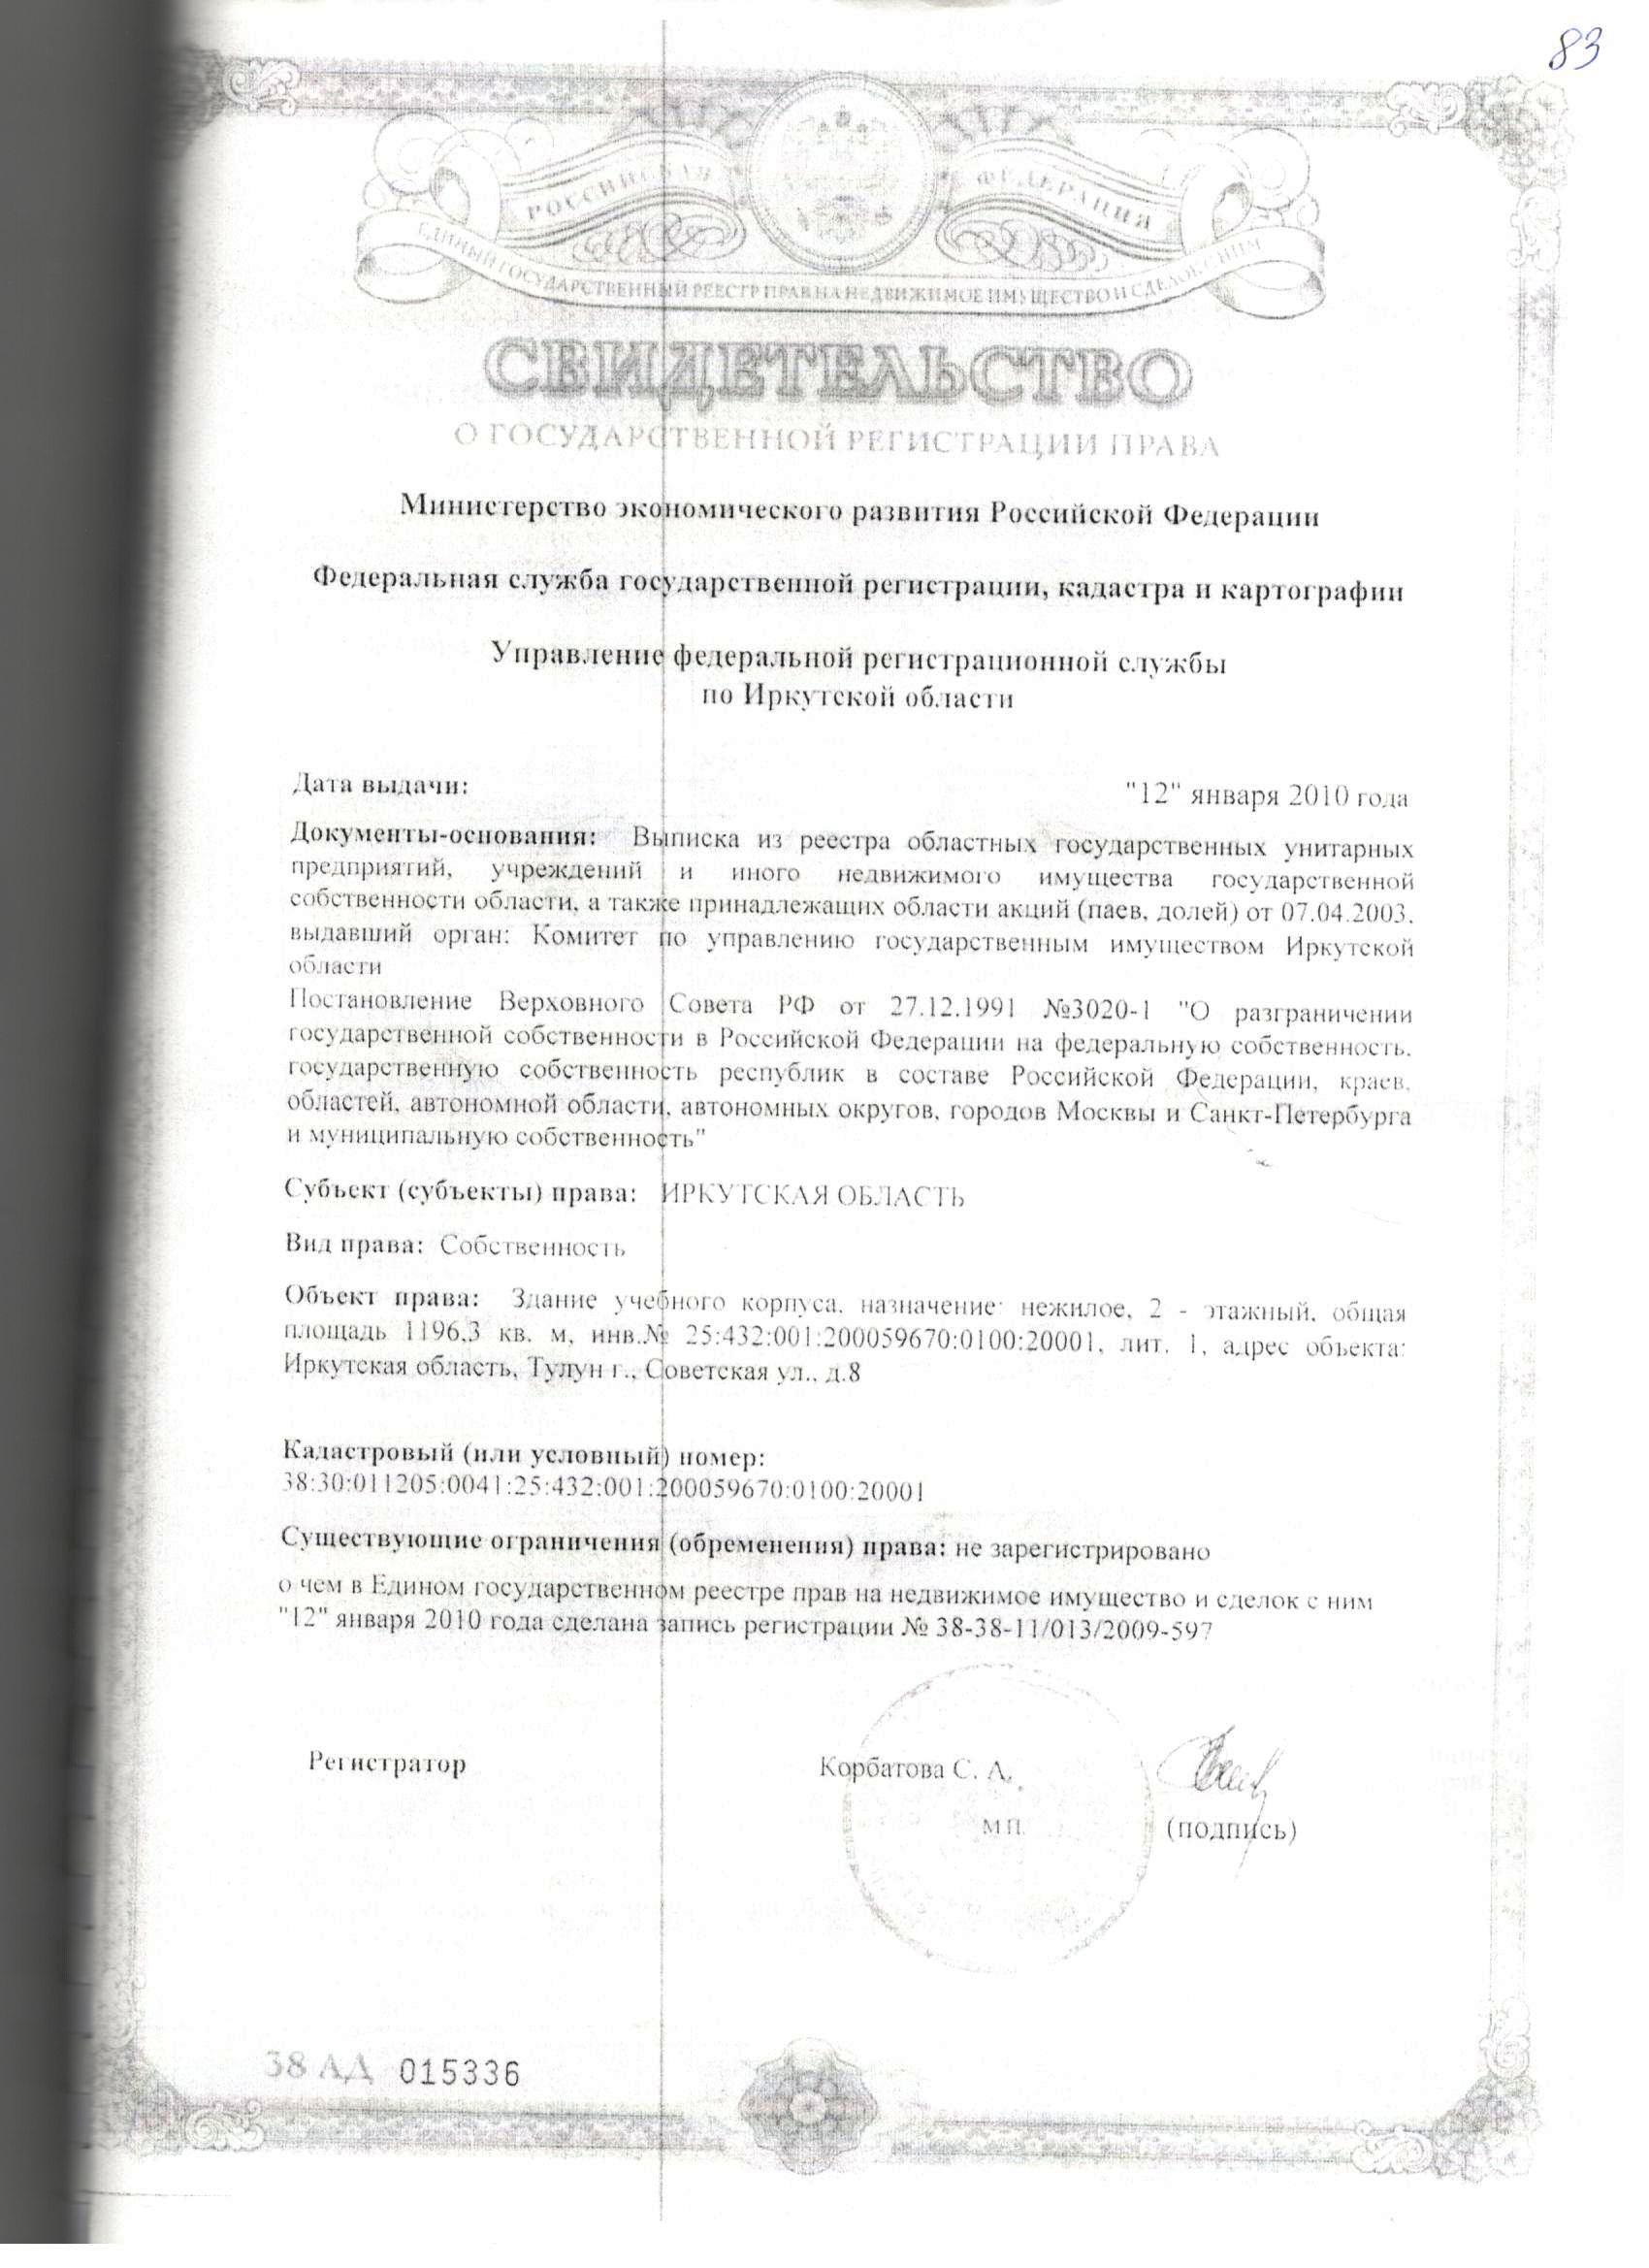 83
РОССИЙСКАЯ ФЕДЕРАЦИЯ
ЕДИНЫЙ ГОСУДАРСТВЕННЫЙ РЕЕСТР ПРАВ НА НЕДВИЖИМОЕ ИМУЩЕСТВО И СДЕЛОК С НИМ
СВИДЕТЕЛЬСТВО
О ГОСУДАРСТВЕННОЙ РЕГИСТРАЦИИ ПРАВА
Министерство экономического развития Российской Федерации
Федеральная служба государственной регистрации, кадастра и картографии
Управление федеральной регистрационной службы
по Иркутской области
Дата выдачи: "12" января 2010 года
Документы-основания: Выписка из реестра областных государственных унитарных
предприятий, учреждений и иного недвижимого имущества государственной
собственности области, а также принадлежащих области акций (паев, долей) от 07.04.2003,
выдавший орган: Комитет по управлению государственным имуществом Иркутской
области
Постановление Верховного Совета РФ от 27.12.1991 №3020-1 "О разграничении
государственной собственности в Российской Федерации на федеральную собственность,
государственную собственность республик в составе Российской Федерации, краев,
областей, автономной области, автономных округов, городов Москвы и Санкт-Петербурга
и муниципальную собственность"
Субъект (субъекты) права: ИРКУТСКАЯ ОБЛАСТЬ
Вид права: Собственность
Объект права: Здание учебного корпуса, назначение: нежилое, 2 - этажный, общая
площадь 1196,3 кв. м, инв.№ 25:432:001:200059670:0100:20001, лит. 1, адрес объекта:
Иркутская область, Тулун г., Советская ул., д.8
Кадастровый (или условный) номер:
38:30:011205:0041:25:432:001:200059670:0100:20001
Существующие ограничения (обременения) права: не зарегистрировано
о чем в Едином государственном реестре прав на недвижимое имущество и сделок с ним
"12" января 2010 года сделана запись регистрации № 38-38-11/013/2009-597
Регистратор Корбатова С. А.
М.П. (подпись)
38 АД 015336